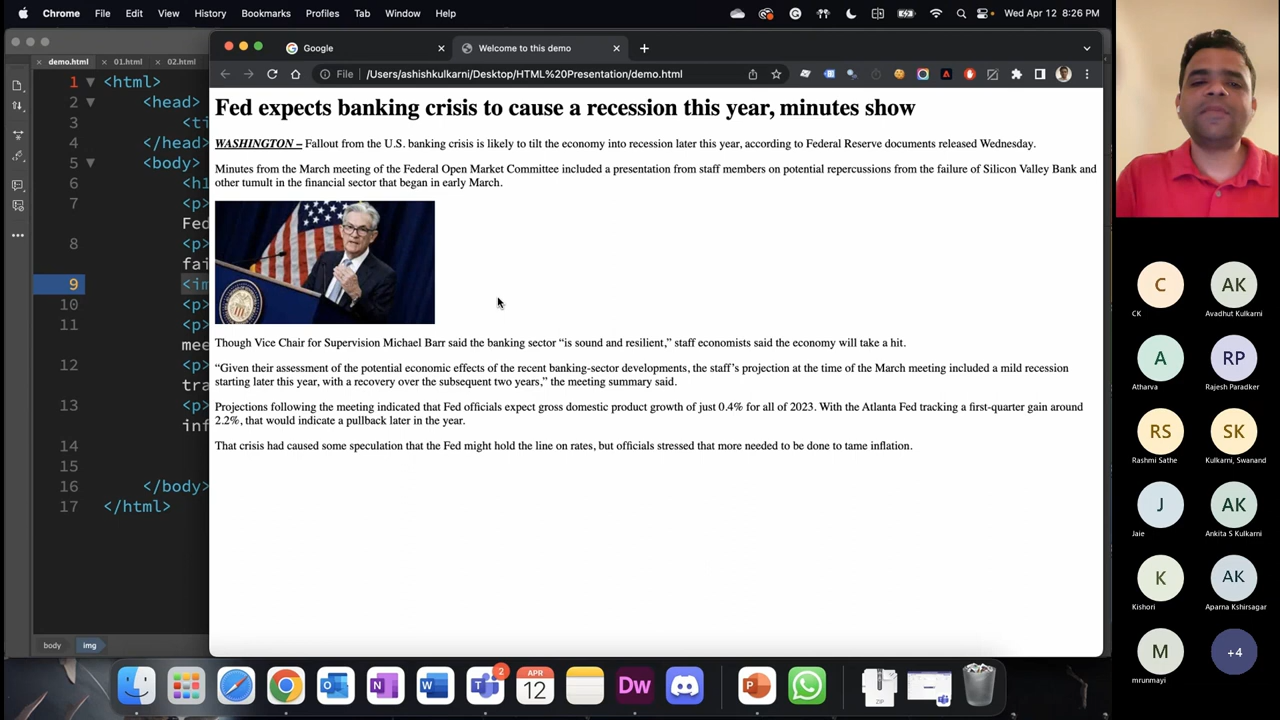 Chrome File Edit View History Bookmarks Profiles Tab Window Help Wed Apr 12 8:26 PM
demo.html 01.html 02.html
Google Welcome to this demo
File /Users/ashishkulkarni/Desktop/HTML%20Presentation/demo.html
1 <html>
2 <head>
3 <ti
4 </head>
5 <body>
6 <h1
7 <p>
Fed
8 <p>
fai
9 <im
10 <p>
11 <p>
mee
12 <p>
tra
13 <p>
inf
14
15
16 </body>
17 </html>
body img
Fed expects banking crisis to cause a recession this year, minutes show
WASHINGTON – Fallout from the U.S. banking crisis is likely to tilt the economy into recession later this year, according to Federal Reserve documents released Wednesday.
Minutes from the March meeting of the Federal Open Market Committee included a presentation from staff members on potential repercussions from the failure of Silicon Valley Bank and
other tumult in the financial sector that began in early March.
Though Vice Chair for Supervision Michael Barr said the banking sector “is sound and resilient,” staff economists said the economy will take a hit.
“Given their assessment of the potential economic effects of the recent banking-sector developments, the staff’s projection at the time of the March meeting included a mild recession
starting later this year, with a recovery over the subsequent two years,” the meeting summary said.
Projections following the meeting indicated that Fed officials expect gross domestic product growth of just 0.4% for all of 2023. With the Atlanta Fed tracking a first-quarter gain around
2.2%, that would indicate a pullback later in the year.
That crisis had caused some speculation that the Fed might hold the line on rates, but officials stressed that more needed to be done to tame inflation.
C AK
CK Avadhut Kulkarni
A RP
Atharva Rajesh Paradker
RS SK
Rashmi Sathe Kulkarni, Swanand
J AK
Jaie Ankita S Kulkarni
K AK
Kishori Aparna Kshirsagar
M +4
mrunmayi
2
APR
12
Dw
ZIP